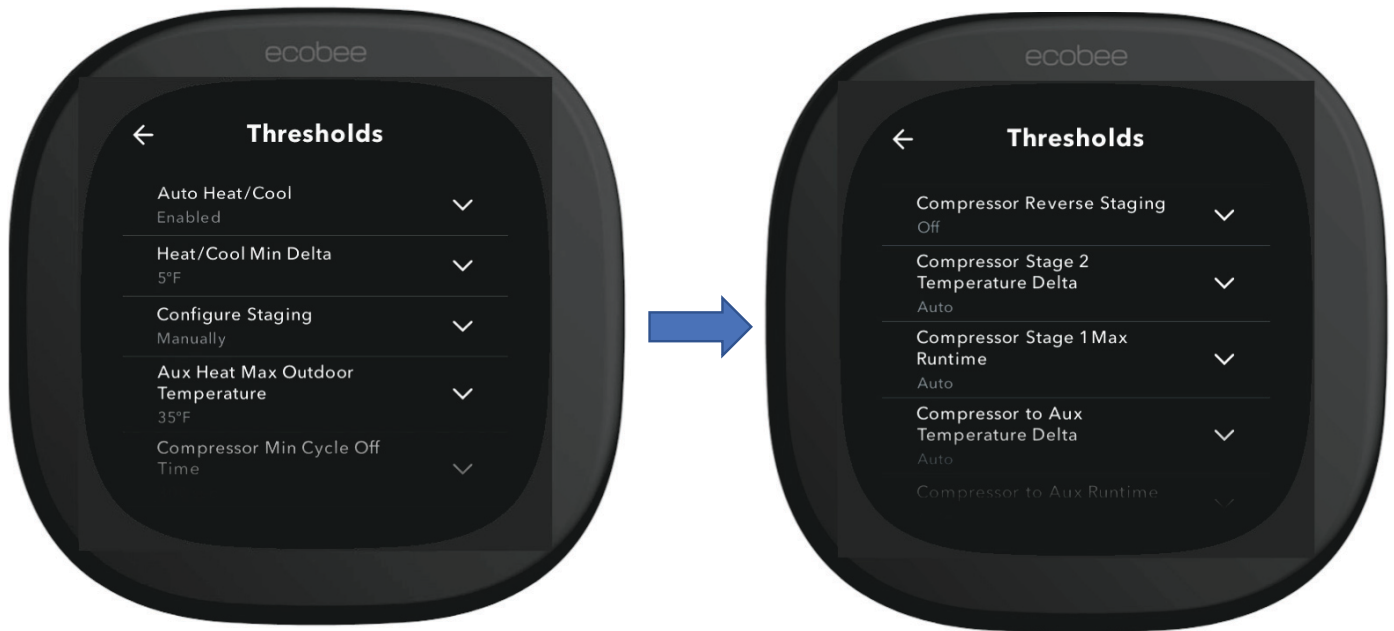 ecobee
Thresholds
Auto Heat/Cool
Enabled
Heat/Cool Min Delta
5°F
Configure Staging
Manually
Aux Heat Max Outdoor
Temperature
35°F
Compressor Min Cycle Off
Time
ecobee
Thresholds
Compressor Reverse Staging
Off
Compressor Stage 2
Temperature Delta
Auto
Compressor Stage 1 Max
Runtime
Auto
Compressor to Aux
Temperature Delta
Auto
Compressor to Aux Runtime